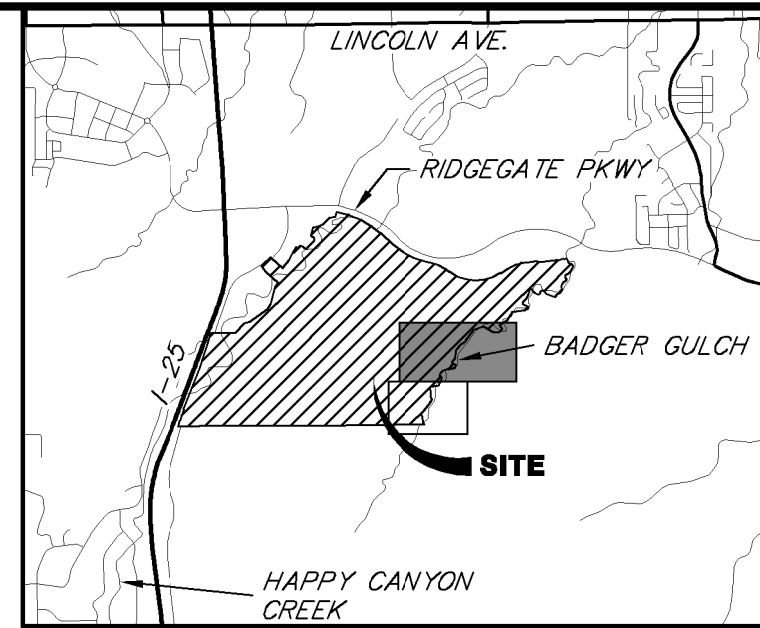 LINCOLN AVE.
RIDGEGATE PKWY
I-25
BADGER GULCH
SITE
HAPPY CANYON
CREEK